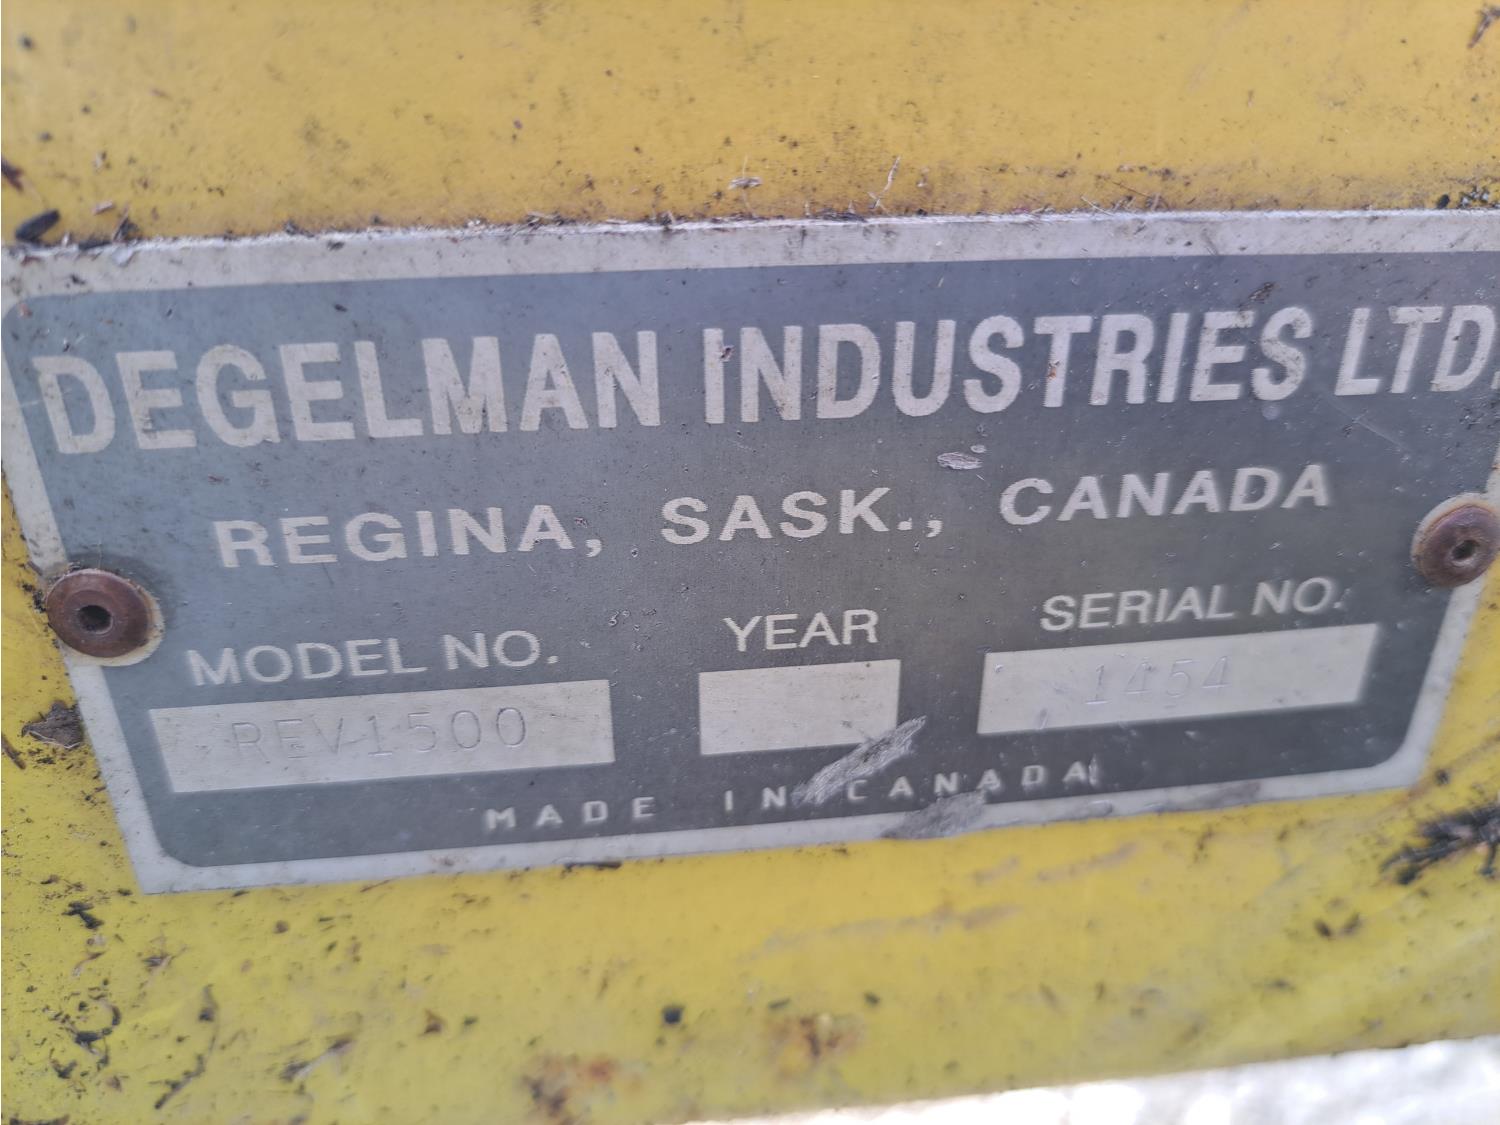 DEGELMAN INDUSTRIES LTD.
REGINA, SASK., CANADA
MODEL NO. YEAR SERIAL NO.
REV1500 1454
MADE IN CANADA